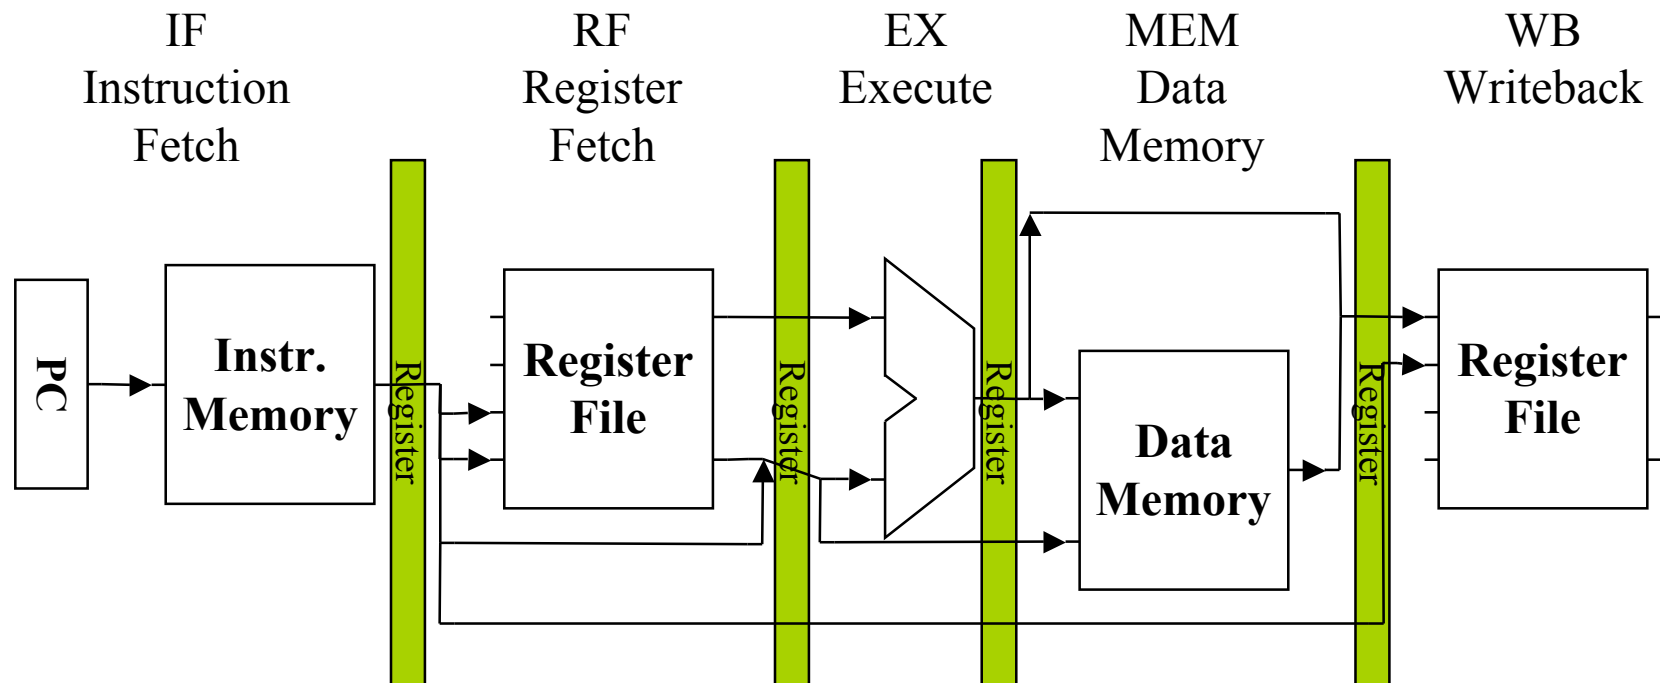 IF
Instruction
Fetch
RF
Register
Fetch
EX
Execute
MEM
Data
Memory
WB
Writeback
PC
Instr.
Memory
Register
Register
File
Register
Register
Data
Memory
Register
Register
File